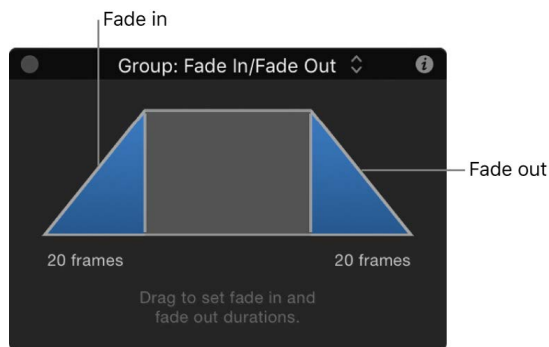 Fade in
Group: Fade In/Fade Out
Fade out
20 frames
20 frames
Drag to set fade in and
fade out durations.